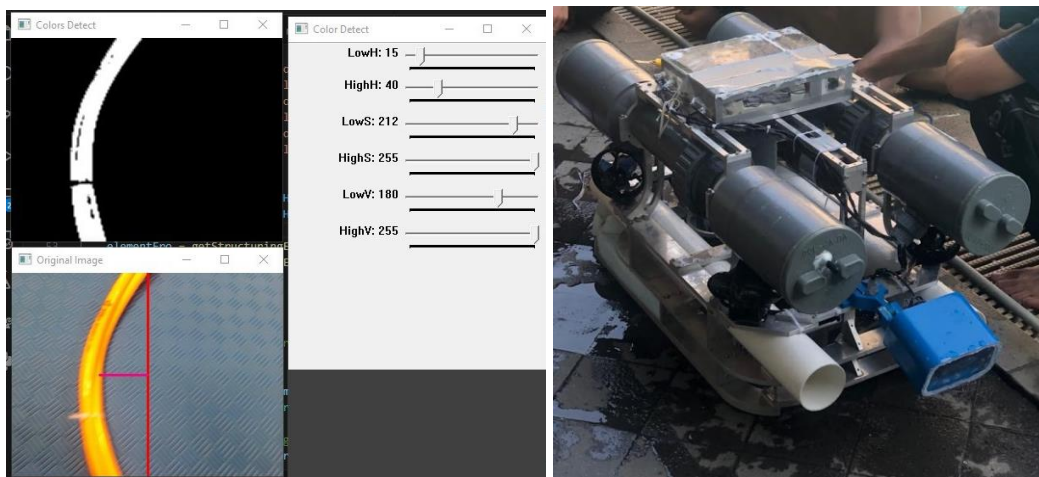 Colors Detect
Color Detect
LowH: 15
HighH: 40
LowS: 212
HighS: 255
LowV: 180
HighV: 255
elementEro = getStructuringE
Original Image